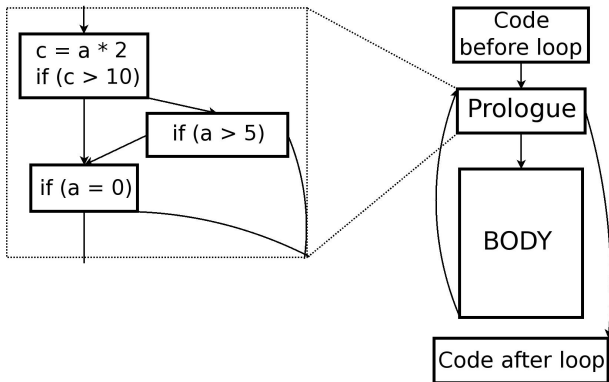 c = a * 2
if (c > 10)
if (a > 5)
if (a = 0)
Code
before loop
Prologue
BODY
Code after loop